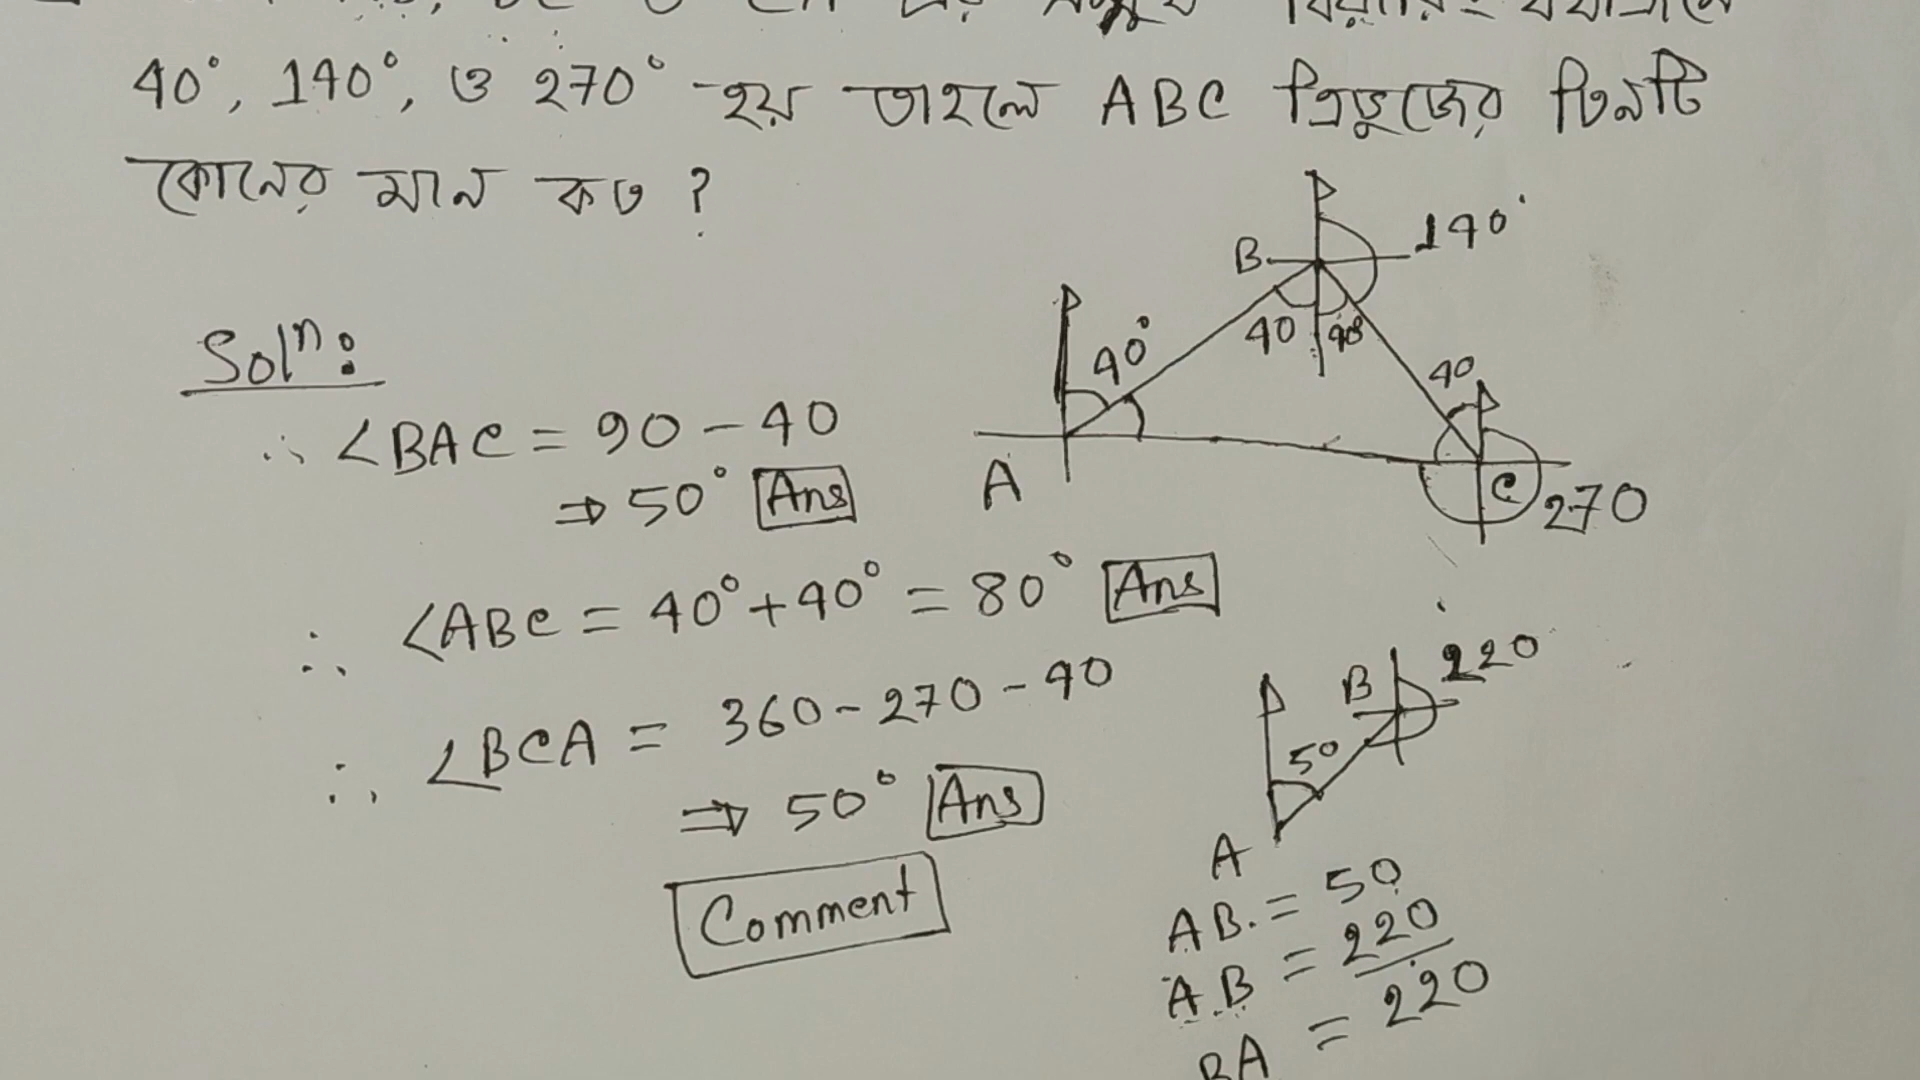 40°, 140°, ও 270° হয় তাহলে ABC ত্রিভুজের তিনটি
কোনের মান কত ?
140°
B
40 40
40°
40
A
C 270
Solⁿ:
∴ <BAC = 90 - 40
⇒ 50° Ans
∴ <ABC = 40° + 40° = 80° Ans
∴ <BCA = 360 - 270 - 40
⇒ 50° Ans
Comment
B 220
50
A
AB. = 50
AB = 220
BA = 220